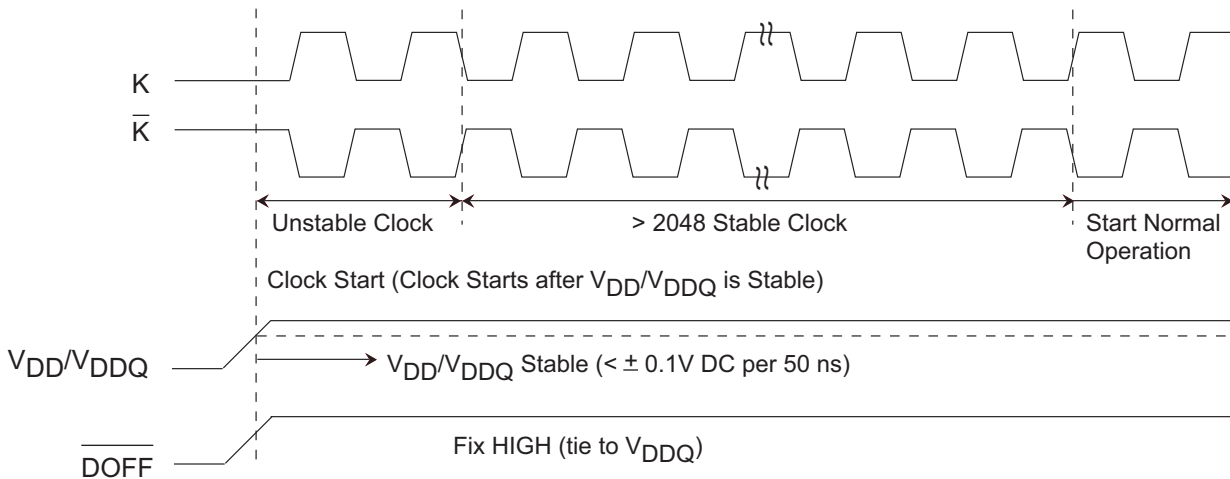 K
K̅
Unstable Clock
> 2048 Stable Clock
Start Normal
Operation
Clock Start (Clock Starts after VDD/VDDQ is Stable)
VDD/VDDQ
VDD/VDDQ Stable (< ± 0.1V DC per 50 ns)
Fix HIGH (tie to VDDQ)
D̅O̅F̅F̅